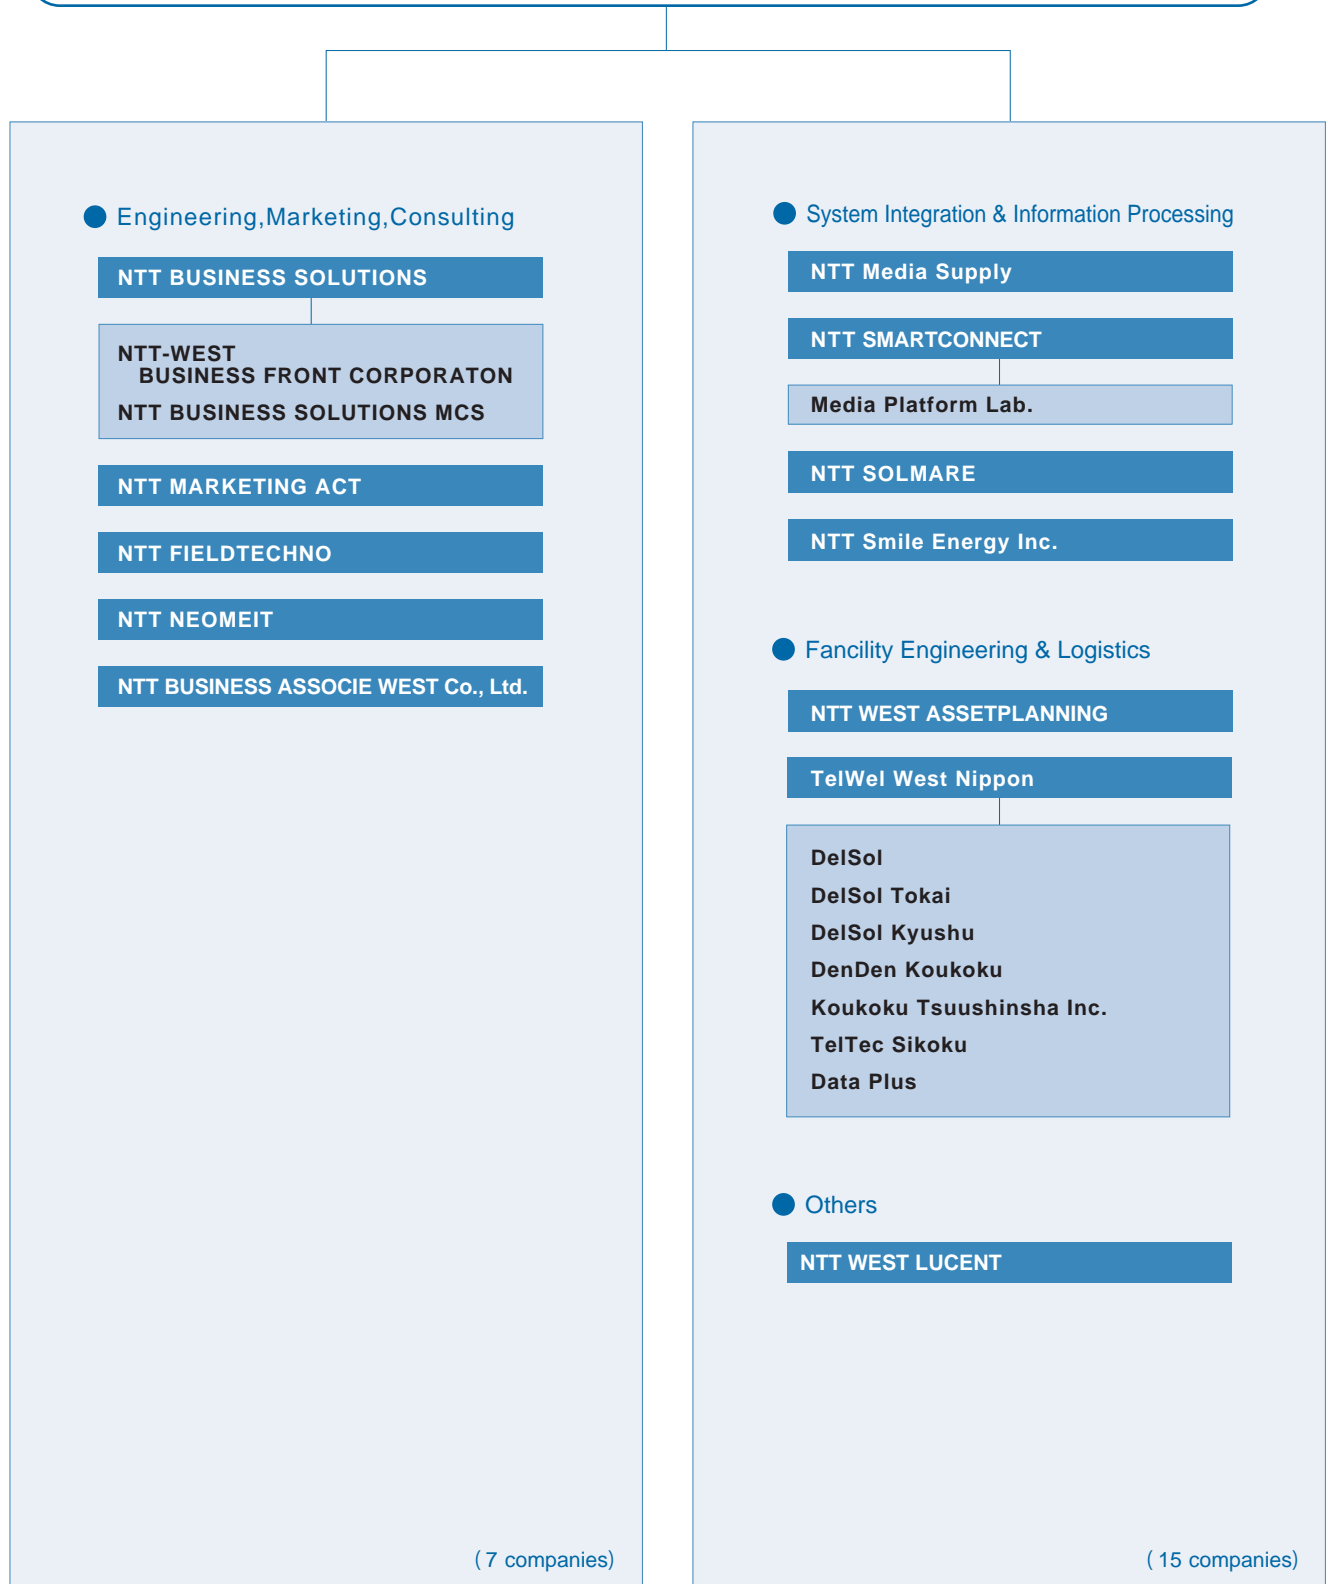 Engineering,Marketing,Consulting
NTT BUSINESS SOLUTIONS
NTT-WEST
BUSINESS FRONT CORPORATON
NTT BUSINESS SOLUTIONS MCS
NTT MARKETING ACT
NTT FIELDTECHNO
NTT NEOMEIT
NTT BUSINESS ASSOCIE WEST Co., Ltd.
(7 companies)
System Integration & Information Processing
NTT Media Supply
NTT SMARTCONNECT
Media Platform Lab.
NTT SOLMARE
NTT Smile Energy Inc.
Fancility Engineering & Logistics
NTT WEST ASSETPLANNING
TelWel West Nippon
DelSol
DelSol Tokai
DelSol Kyushu
DenDen Koukoku
Koukoku Tsuushinsha Inc.
TelTec Sikoku
Data Plus
Others
NTT WEST LUCENT
(15 companies)